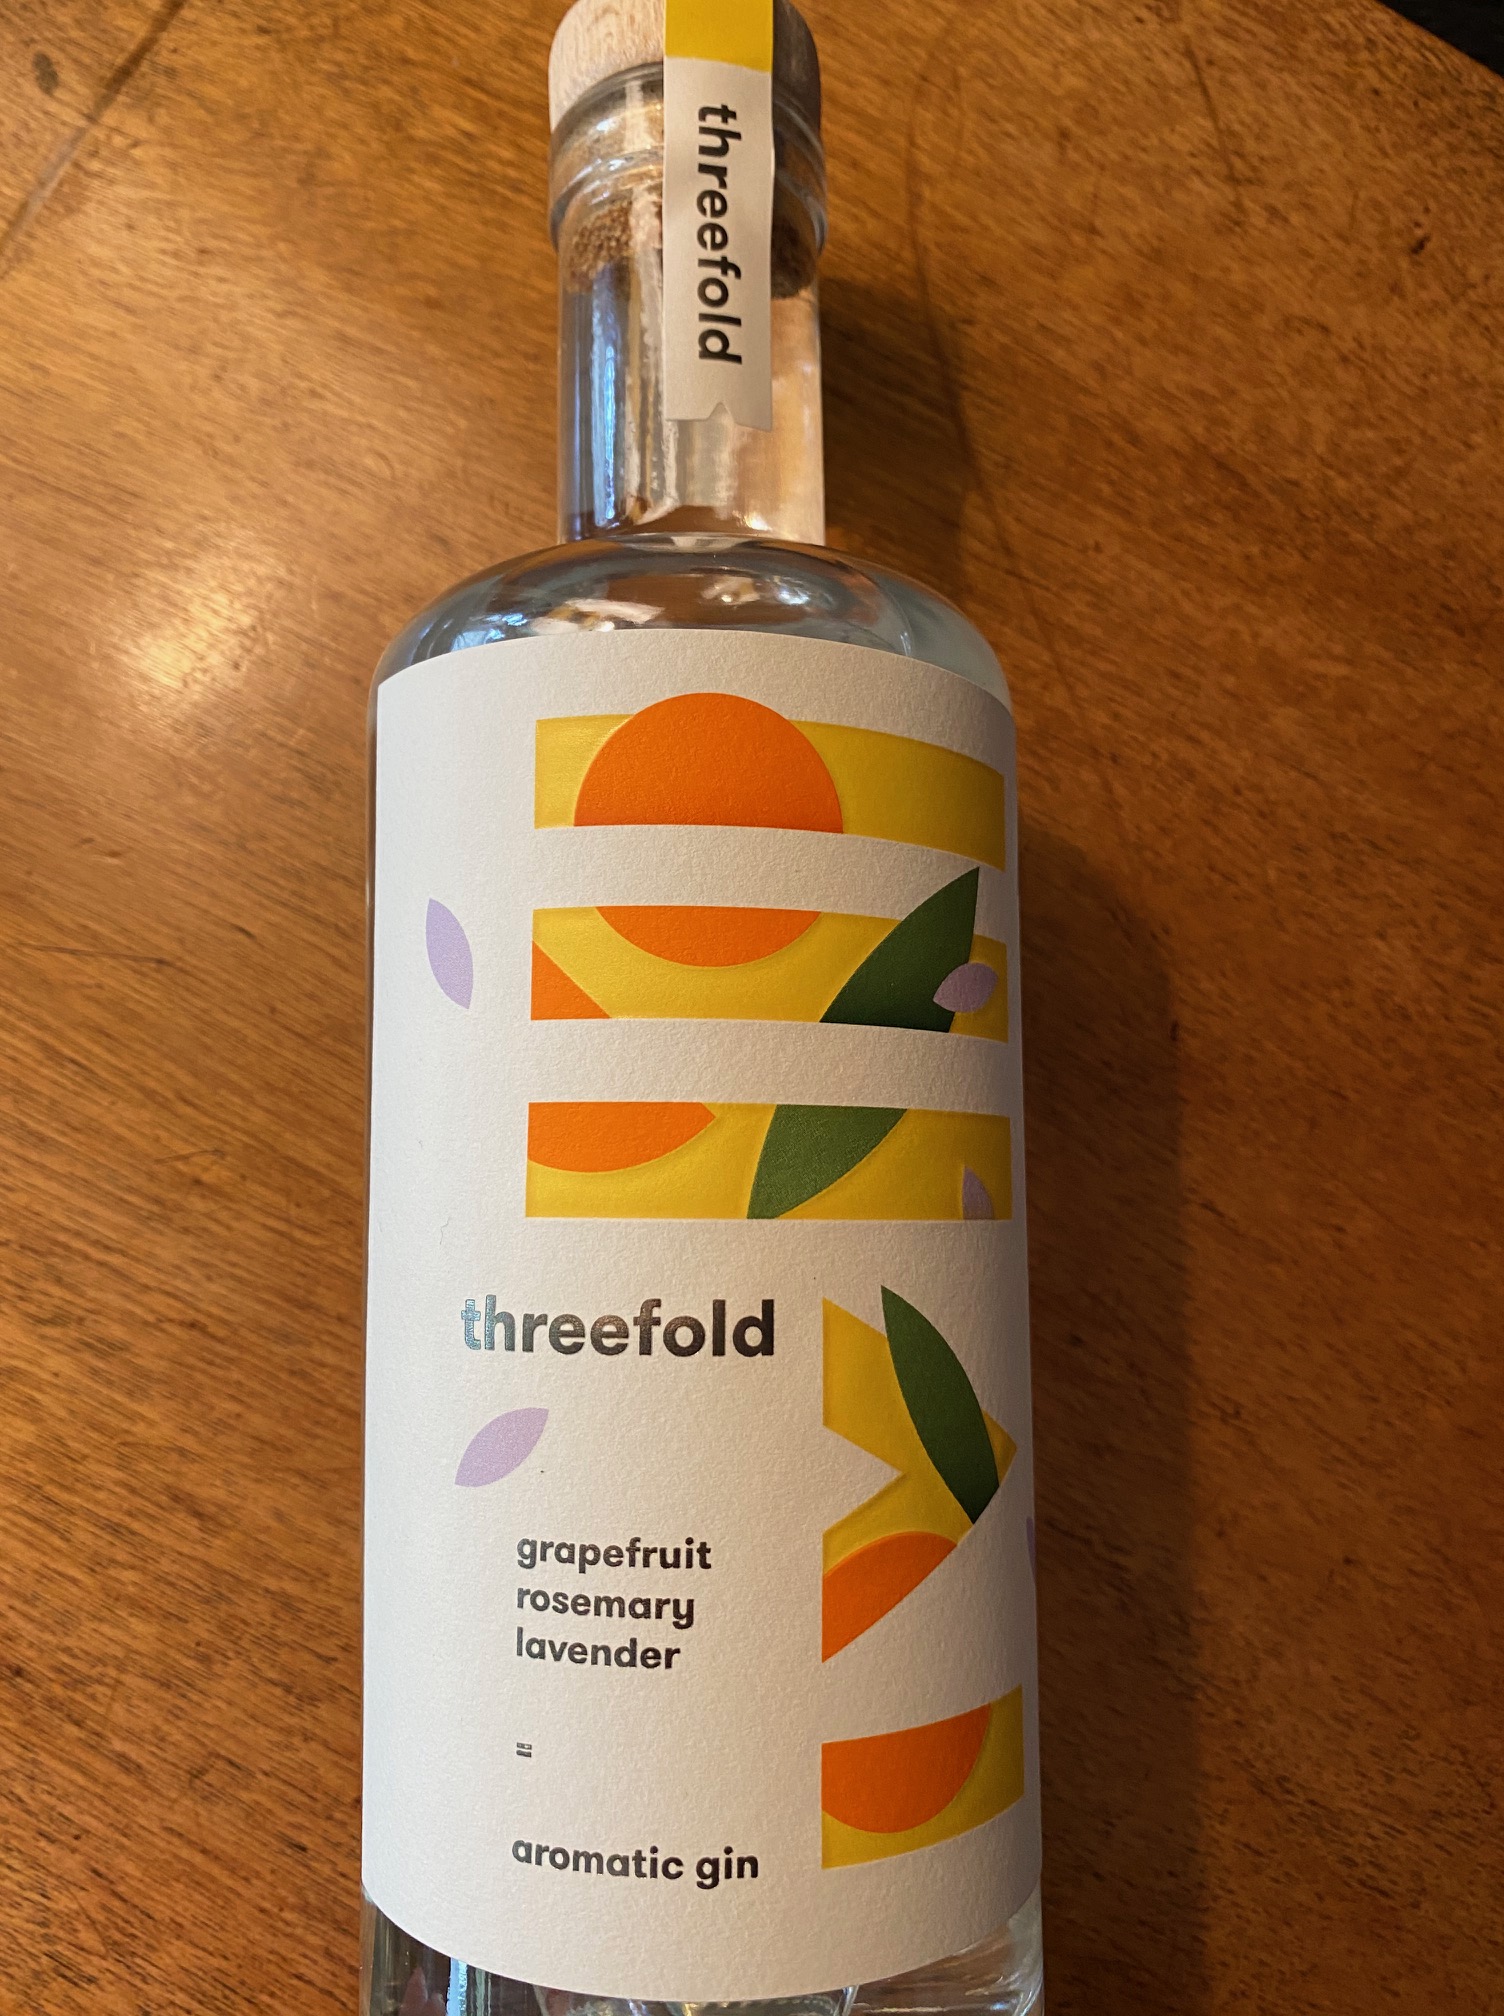 threefold
threefold
grapefruit
rosemary
lavender
=
aromatic gin